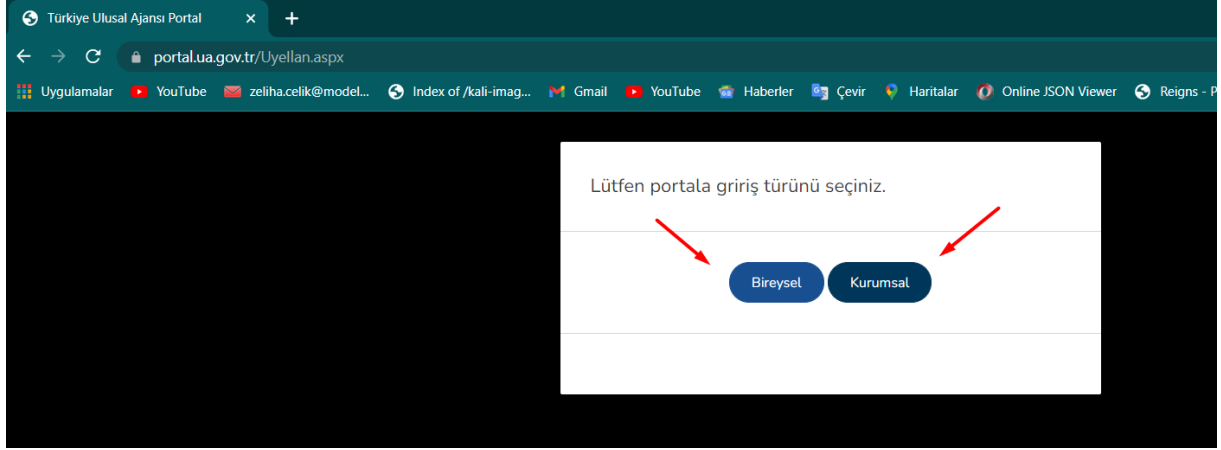 Türkiye Ulusal Ajansı Portal
portal.ua.gov.tr/Uyellan.aspx
Uygulamalar YouTube zeliha.celik@model... Index of /kali-imag... Gmail YouTube Haberler Çevir Haritalar Online JSON Viewer Reigns - P
Lütfen portala gririş türünü seçiniz.
Bireysel Kurumsal